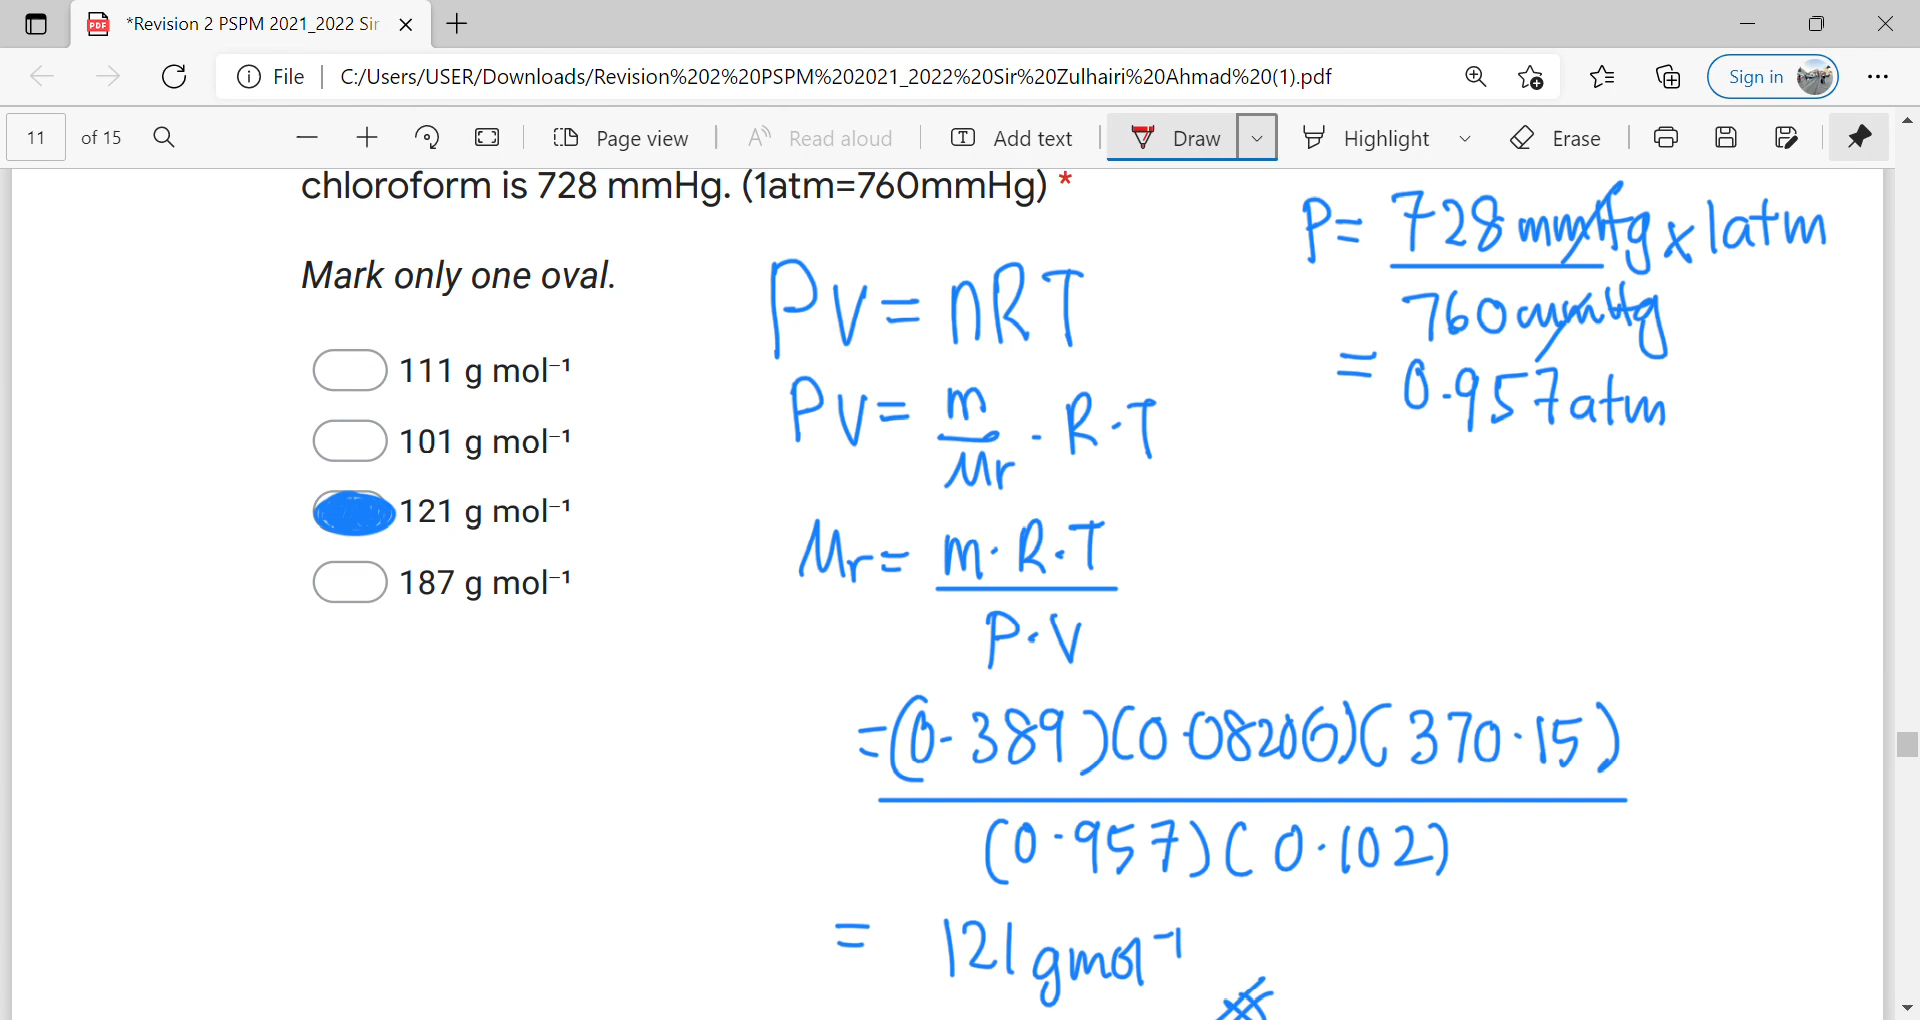 *Revision 2 PSPM 2021_2022 Sir
File
C:/Users/USER/Downloads/Revision%202%20PSPM%202021_2022%20Sir%20Zulhairi%20Ahmad%20(1).pdf
Sign in
11 of 15
Page view
Read aloud
Add text
Draw
Highlight
Erase
chloroform is 728 mmHg. (1atm=760mmHg) *
Mark only one oval.
111 g mol⁻¹
101 g mol⁻¹
121 g mol⁻¹
187 g mol⁻¹
PV = nRT
PV = m/Mr · R·T
Mr = m·R·T
P·V
= (0.389)(0.08206)(370.15)
(0.957)(0.102)
= 121 gmol⁻¹
P = 728 mmHg x 1atm
760 mmHg
= 0.957 atm